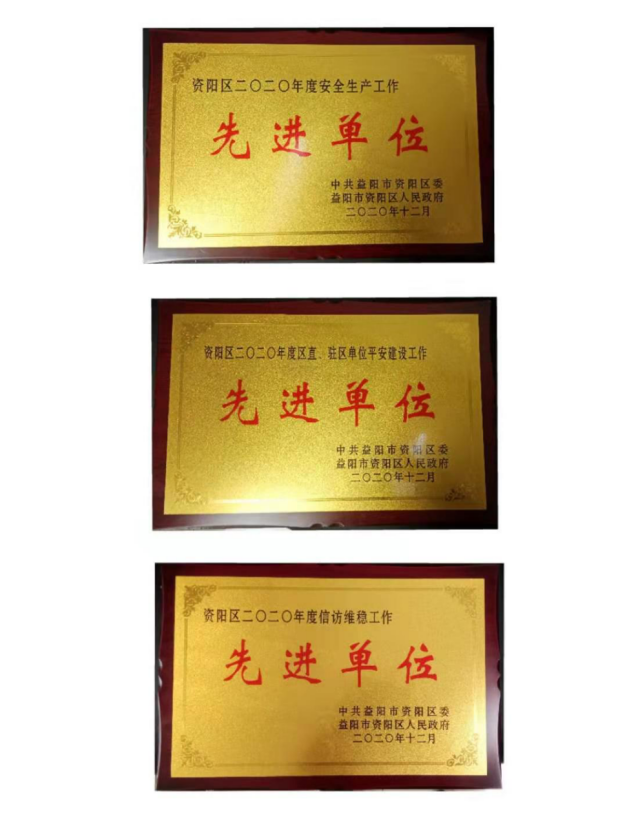 资阳区二〇二〇年度安全生产工作
先进单位
中共益阳市资阳区委
益阳市资阳区人民政府
二〇二〇年十二月
资阳区二〇二〇年度区直、驻区单位平安建设工作
先进单位
中共益阳市资阳区委
益阳市资阳区人民政府
二〇二〇年十二月
资阳区二〇二〇年度信访维稳工作
先进单位
中共益阳市资阳区委
益阳市资阳区人民政府
二〇二〇年十二月